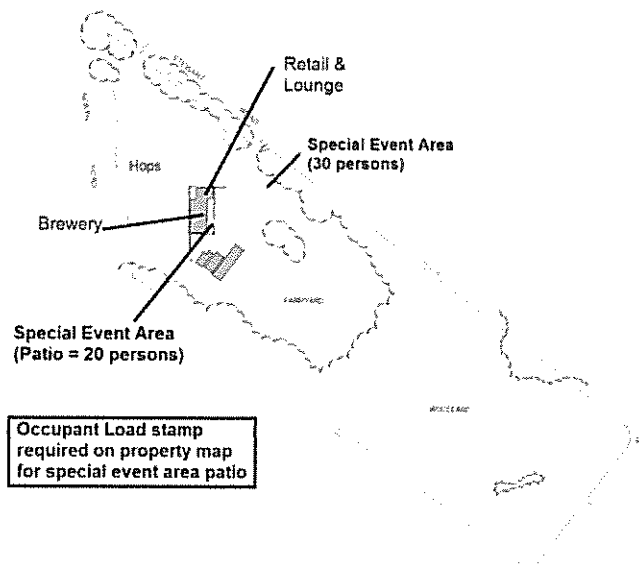 Retail &
Lounge
Special Event Area
(30 persons)
Hops
Brewery
FARMYARD
Special Event Area
(Patio = 20 persons)
Occupant Load stamp
required on property map
for special event area patio